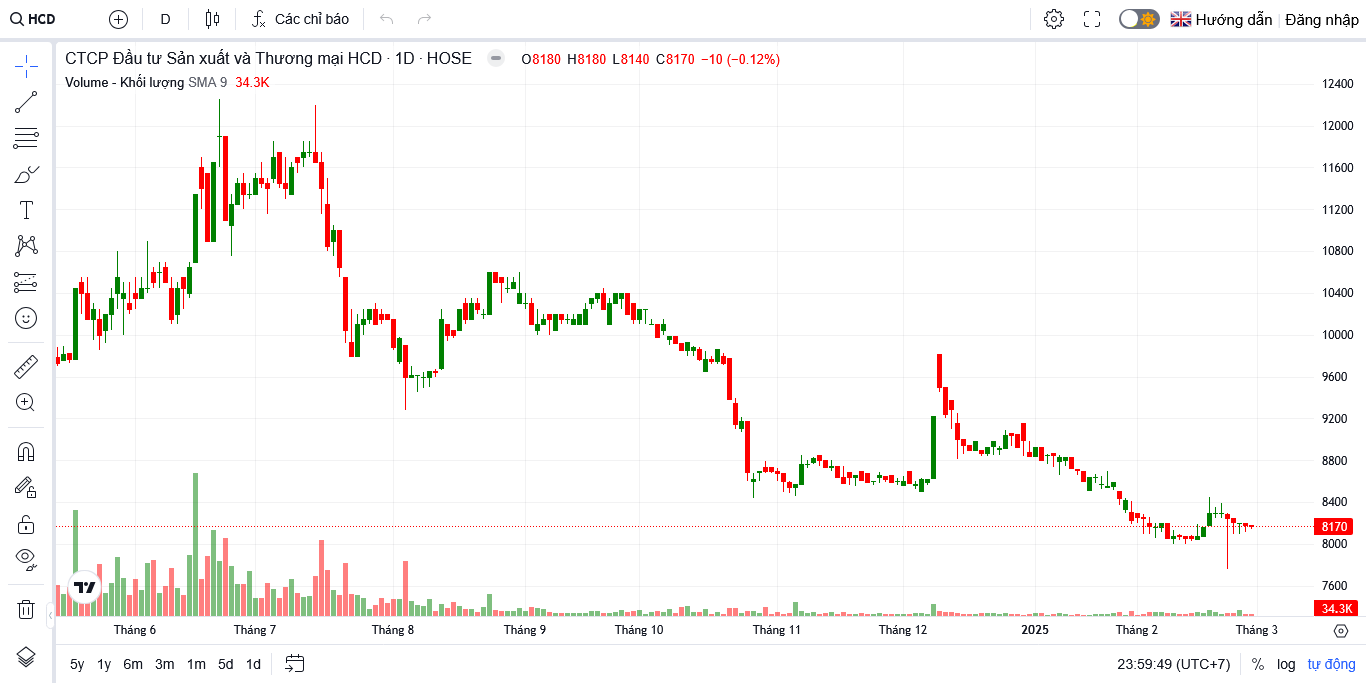 HCD D Các chỉ báo Hướng dẫn Đăng nhập
CTCP Đầu tư Sản xuất và Thương mại HCD · 1D · HOSE O8180 H8180 L8140 C8170 −10 (−0.12%)
Volume - Khối lượng SMA 9 34.3K
12400
12000
11600
11200
10800
10400
10000
9600
9200
8800
8400
8170
8000
7600
34.3K
Tháng 6 Tháng 7 Tháng 8 Tháng 9 Tháng 10 Tháng 11 Tháng 12 2025 Tháng 2 Tháng 3
5y 1y 6m 3m 1m 5d 1d 23:59:49 (UTC+7) % log tự động